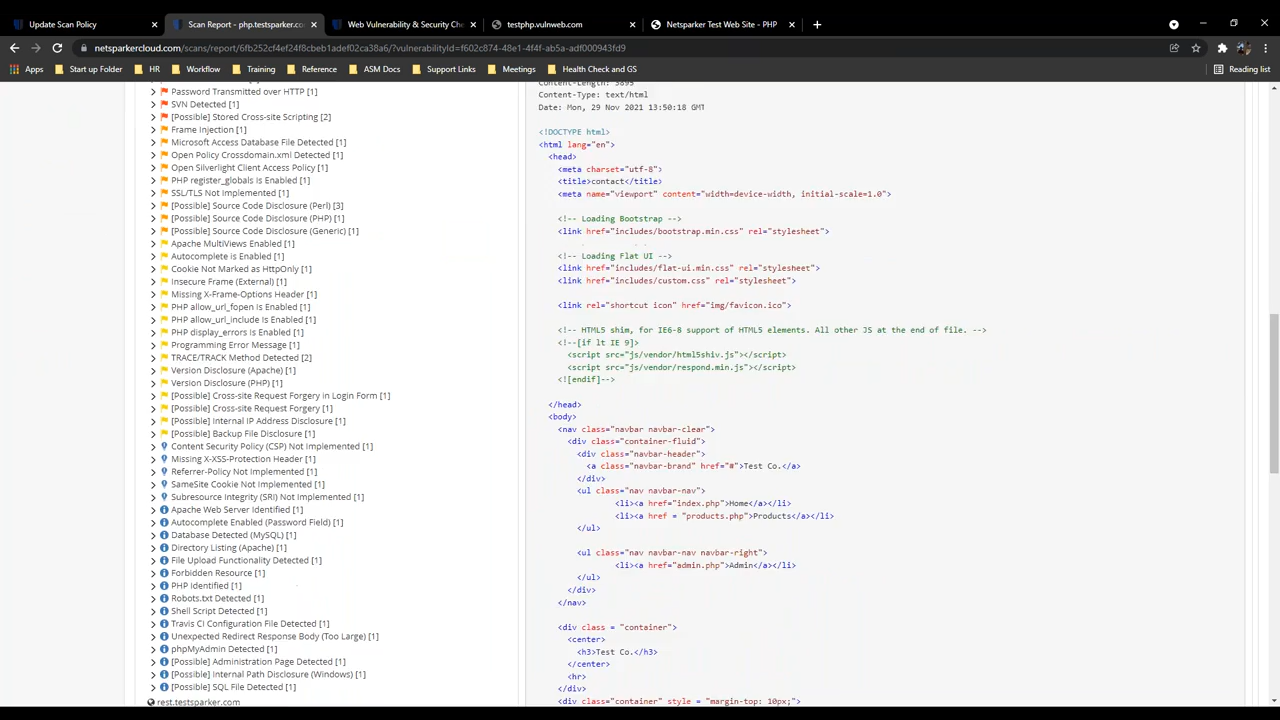 Update Scan Policy
Scan Report - php.testsparker.co
Web Vulnerability & Security Che
testphp.vulnweb.com
Netsparker Test Web Site - PHP
netsparkercloud.com/scans/report/6fb252cf4ef24f8cbeb1adef02ca38a6/?vulnerabilityId=f602c874-48e1-4f4f-ab5a-adf000943fd9
Apps
Start up Folder
HR
Workflow
Training
Reference
ASM Docs
Support Links
Meetings
Health Check and GS
Reading list
Password Transmitted over HTTP [1]
SVN Detected [1]
[Possible] Stored Cross-site Scripting [2]
Frame Injection [1]
Microsoft Access Database File Detected [1]
Open Policy Crossdomain.xml Detected [1]
Open Silverlight Client Access Policy [1]
PHP register_globals Is Enabled [1]
SSL/TLS Not Implemented [1]
[Possible] Source Code Disclosure (Perl) [3]
[Possible] Source Code Disclosure (PHP) [1]
[Possible] Source Code Disclosure (Generic) [1]
Apache MultiViews Enabled [1]
Autocomplete is Enabled [1]
Cookie Not Marked as HttpOnly [1]
Insecure Frame (External) [1]
Missing X-Frame-Options Header [1]
PHP allow_url_fopen Is Enabled [1]
PHP allow_url_include Is Enabled [1]
PHP display_errors Is Enabled [1]
Programming Error Message [1]
TRACE/TRACK Method Detected [2]
Version Disclosure (Apache) [1]
Version Disclosure (PHP) [1]
[Possible] Cross-site Request Forgery in Login Form [1]
[Possible] Cross-site Request Forgery [1]
[Possible] Internal IP Address Disclosure [1]
[Possible] Backup File Disclosure [1]
Content Security Policy (CSP) Not Implemented [1]
Missing X-XSS-Protection Header [1]
Referrer-Policy Not Implemented [1]
SameSite Cookie Not Implemented [1]
Subresource Integrity (SRI) Not Implemented [1]
Apache Web Server Identified [1]
Autocomplete Enabled (Password Field) [1]
Database Detected (MySQL) [1]
Directory Listing (Apache) [1]
File Upload Functionality Detected [1]
Forbidden Resource [1]
PHP Identified [1]
Robots.txt Detected [1]
Shell Script Detected [1]
Travis CI Configuration File Detected [1]
Unexpected Redirect Response Body (Too Large) [1]
phpMyAdmin Detected [1]
[Possible] Administration Page Detected [1]
[Possible] Internal Path Disclosure (Windows) [1]
[Possible] SQL File Detected [1]
rest.testsparker.com
Content-Length: 3895
Content-Type: text/html
Date: Mon, 29 Nov 2021 13:50:18 GMT
<!DOCTYPE html>
<html lang="en">
<head>
<meta charset="utf-8">
<title>contact</title>
<meta name="viewport" content="width=device-width, initial-scale=1.0">
<!-- Loading Bootstrap -->
<link href="includes/bootstrap.min.css" rel="stylesheet">
<!-- Loading Flat UI -->
<link href="includes/flat-ui.min.css" rel="stylesheet">
<link href="includes/custom.css" rel="stylesheet">
<link rel="shortcut icon" href="img/favicon.ico">
<!-- HTML5 shim, for IE6-8 support of HTML5 elements. All other JS at the end of file. -->
<!--[if lt IE 9]>
<script src="js/vendor/html5shiv.js"></script>
<script src="js/vendor/respond.min.js"></script>
<![endif]-->
</head>
<body>
<nav class="navbar navbar-clear">
<div class="container-fluid">
<div class="navbar-header">
<a class="navbar-brand" href="#">Test Co.</a>
</div>
<ul class="nav navbar-nav">
<li><a href="index.php">Home</a></li>
<li><a href = "products.php">Products</a></li>
</ul>
<ul class="nav navbar-nav navbar-right">
<li><a href="admin.php">Admin</a></li>
</ul>
</div>
</nav>
<div class = "container">
<center>
<h3>Test Co.</h3>
</center>
<hr>
</div>
<div class="container" style = "margin-top: 10px;">